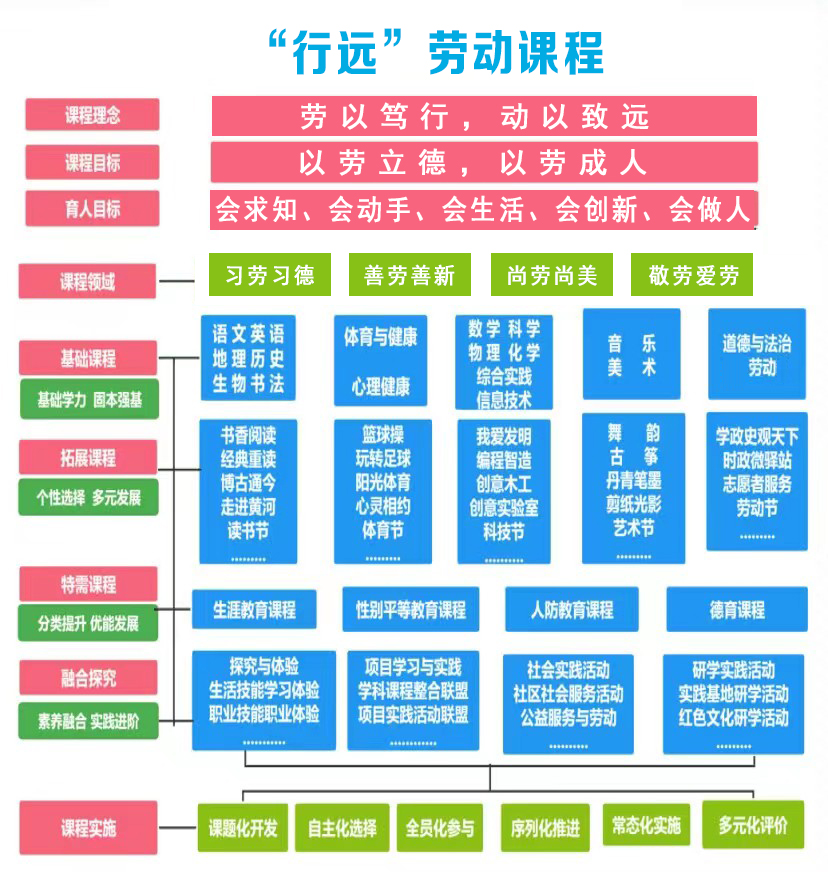 “行远”劳动课程
课程理念
劳以笃行，动以致远
课程目标
以劳立德，以劳成人
育人目标
会求知、会动手、会生活、会创新、会做人
课程领域
习劳习德
善劳善新
尚劳尚美
敬劳爱劳
基础课程
基础学力 固本强基
语文英语
地理历史
生物书法
体育与健康
心理健康
数学 科学
物理 化学
综合实践
信息技术
音 乐
美 术
道德与法治
劳动
拓展课程
个性选择 多元发展
书香阅读
经典重读
博古通今
走进黄河
读书节
………
篮球操
玩转足球
阳光体育
心灵相约
体育节
………
我爱发明
编程智造
创意木工
创意实验室
科技节
………
舞 韵
古 筝
丹青笔墨
剪纸光影
艺术节
………
学政史观天下
时政微驿站
志愿者服务
劳动节
………
特需课程
分类提升 优能发展
生涯教育课程
性别平等教育课程
人防教育课程
德育课程
融合探究
素养融合 实践进阶
探究与体验
生活技能学习体验
职业技能职业体验
…………
项目学习与实践
学科课程整合联盟
项目实践活动联盟
…………
社会实践活动
社区社会服务活动
公益服务与劳动
…………
研学实践活动
实践基地研学活动
红色文化研学活动
…………
课程实施
课题化开发
自主化选择
全员化参与
序列化推进
常态化实施
多元化评价